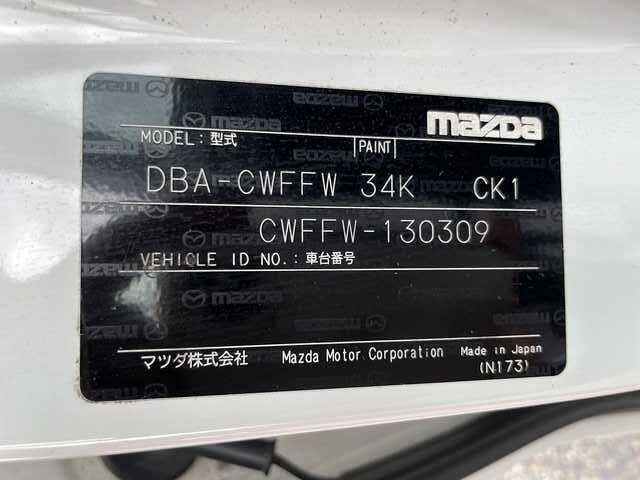 mazda
MODEL: 型式 PAINT
DBA-CWFFW 34K CK1
CWFFW-130309
VEHICLE ID NO.: 車台番号
マツダ株式会社 Mazda Motor Corporation Made in Japan
(N173)